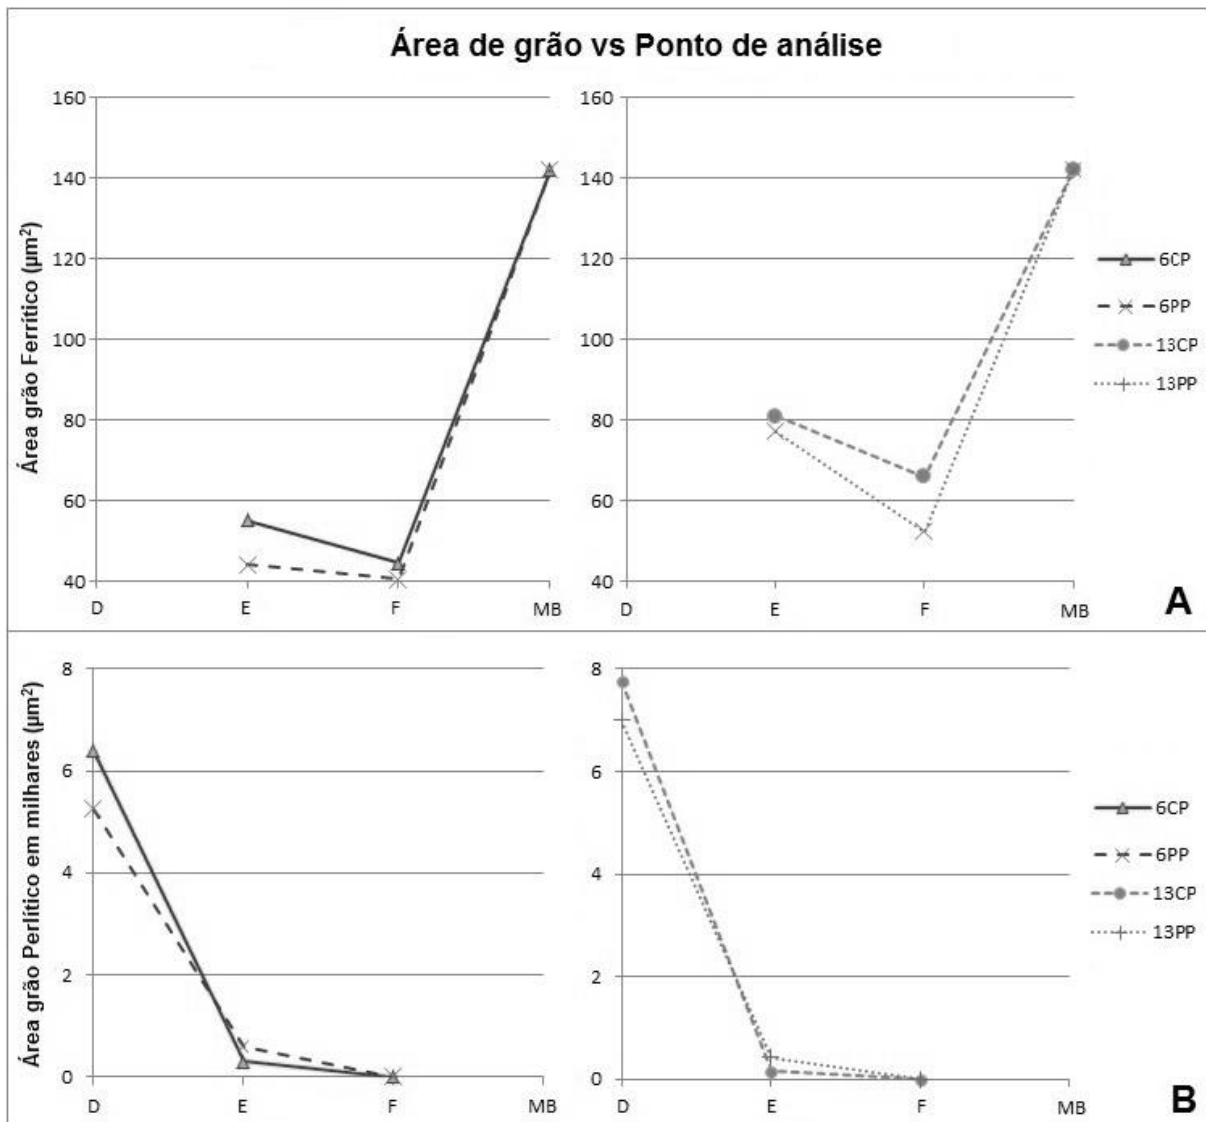 Área de grão vs Ponto de análise
Área grão Ferrítico (µm²)
160
140
120
100
80
60
40
D E F MB
160
140
120
100
80
60
40
D E F MB
6CP
6PP
13CP
13PP
A
Área grão Perlítico em milhares (µm²)
8
6
4
2
0
D E F MB
8
6
4
2
0
D E F MB
6CP
6PP
13CP
13PP
B